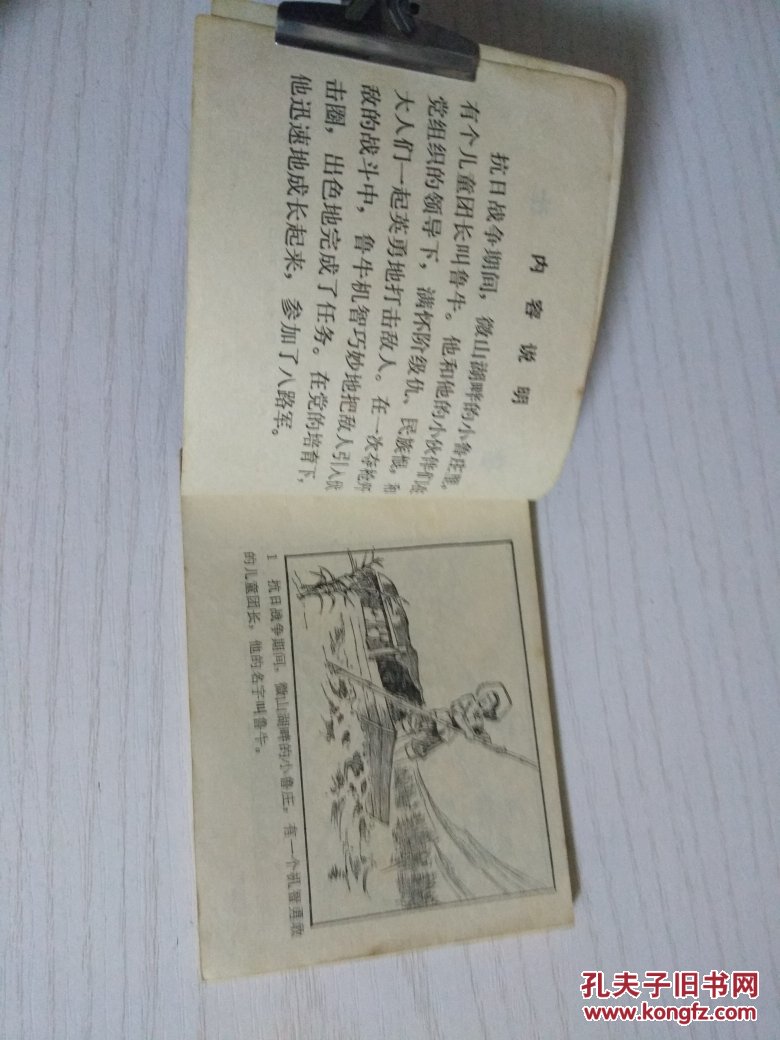 内容说明
抗日战争期间，微山湖畔的小鲁庄里，
有个儿童团长叫鲁牛。他和他的小伙伴们在
党组织的领导下，满怀阶级仇、民族恨，和
大人们一起英勇地打击敌人。在一次夺枪
敌的战斗中，鲁牛机智巧妙地把敌人引入伏
击圈，出色地完成了任务。在党的培育下，
他迅速地成长起来，参加了八路军。
1 抗日战争期间，微山湖畔的小鲁庄，有一个机智勇敢
的儿童团长，他的名字叫鲁牛。
孔夫子旧书网
www.kongfz.com